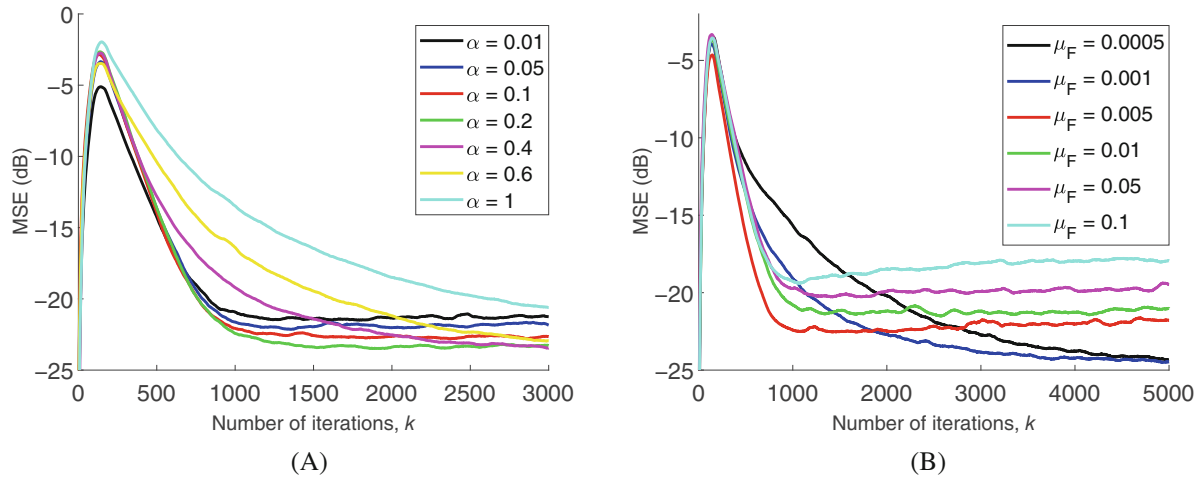 0
−5
−10
−15
−20
−25
MSE (dB)
0 500 1000 1500 2000 2500 3000
Number of iterations, k
α = 0.01
α = 0.05
α = 0.1
α = 0.2
α = 0.4
α = 0.6
α = 1
(A)
−5
−10
−15
−20
−25
MSE (dB)
0 1000 2000 3000 4000 5000
Number of iterations, k
μF = 0.0005
μF = 0.001
μF = 0.005
μF = 0.01
μF = 0.05
μF = 0.1
(B)